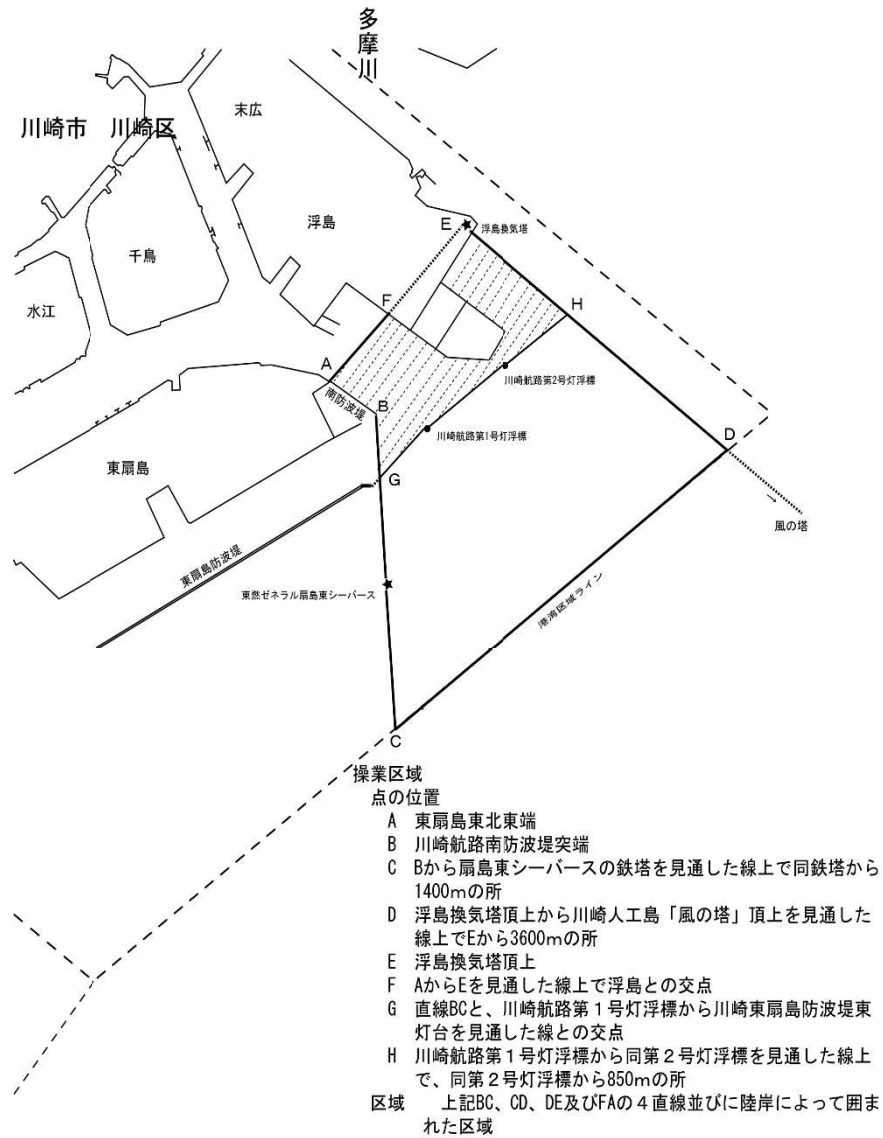 多摩川
末広
川崎市 川崎区
浮島
E
浮島換気塔
千鳥
水江
F
H
A
川崎航路第2号灯浮標
南防波堤
B
川崎航路第1号灯浮標
D
東扇島
G
→
風の塔
東扇島防波堤
東燃ゼネラル扇島東シーバース
港湾区域ライン
C
操業区域
点の位置
A 東扇島東北東端
B 川崎航路南防波堤突端
C Bから扇島東シーバースの鉄塔を見通した線上で同鉄塔から
1400mの所
D 浮島換気塔頂上から川崎人工島「風の塔」頂上を見通した
線上でEから3600mの所
E 浮島換気塔頂上
F AからEを見通した線上で浮島との交点
G 直線BCと、川崎航路第1号灯浮標から川崎東扇島防波堤東
灯台を見通した線との交点
H 川崎航路第1号灯浮標から同第2号灯浮標を見通した線上
で、同第2号灯浮標から850mの所
区域 上記BC、CD、DE及びFAの4直線並びに陸岸によって囲ま
れた区域